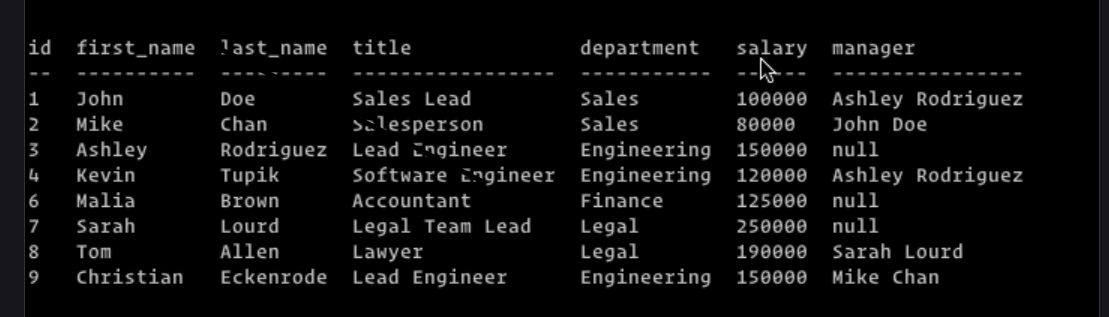 id  first_name  last_name  title              department   salary  manager
--  ----------  ---------  -----------------  -----------  ------  ----------------
1   John        Doe        Sales Lead         Sales        100000  Ashley Rodriguez
2   Mike        Chan       Salesperson        Sales        80000   John Doe
3   Ashley      Rodriguez  Lead Engineer      Engineering  150000  null
4   Kevin       Tupik      Software Engineer  Engineering  120000  Ashley Rodriguez
6   Malia       Brown      Accountant         Finance      125000  null
7   Sarah       Lourd      Legal Team Lead    Legal        250000  null
8   Tom         Allen      Lawyer             Legal        190000  Sarah Lourd
9   Christian   Eckenrode  Lead Engineer      Engineering  150000  Mike Chan